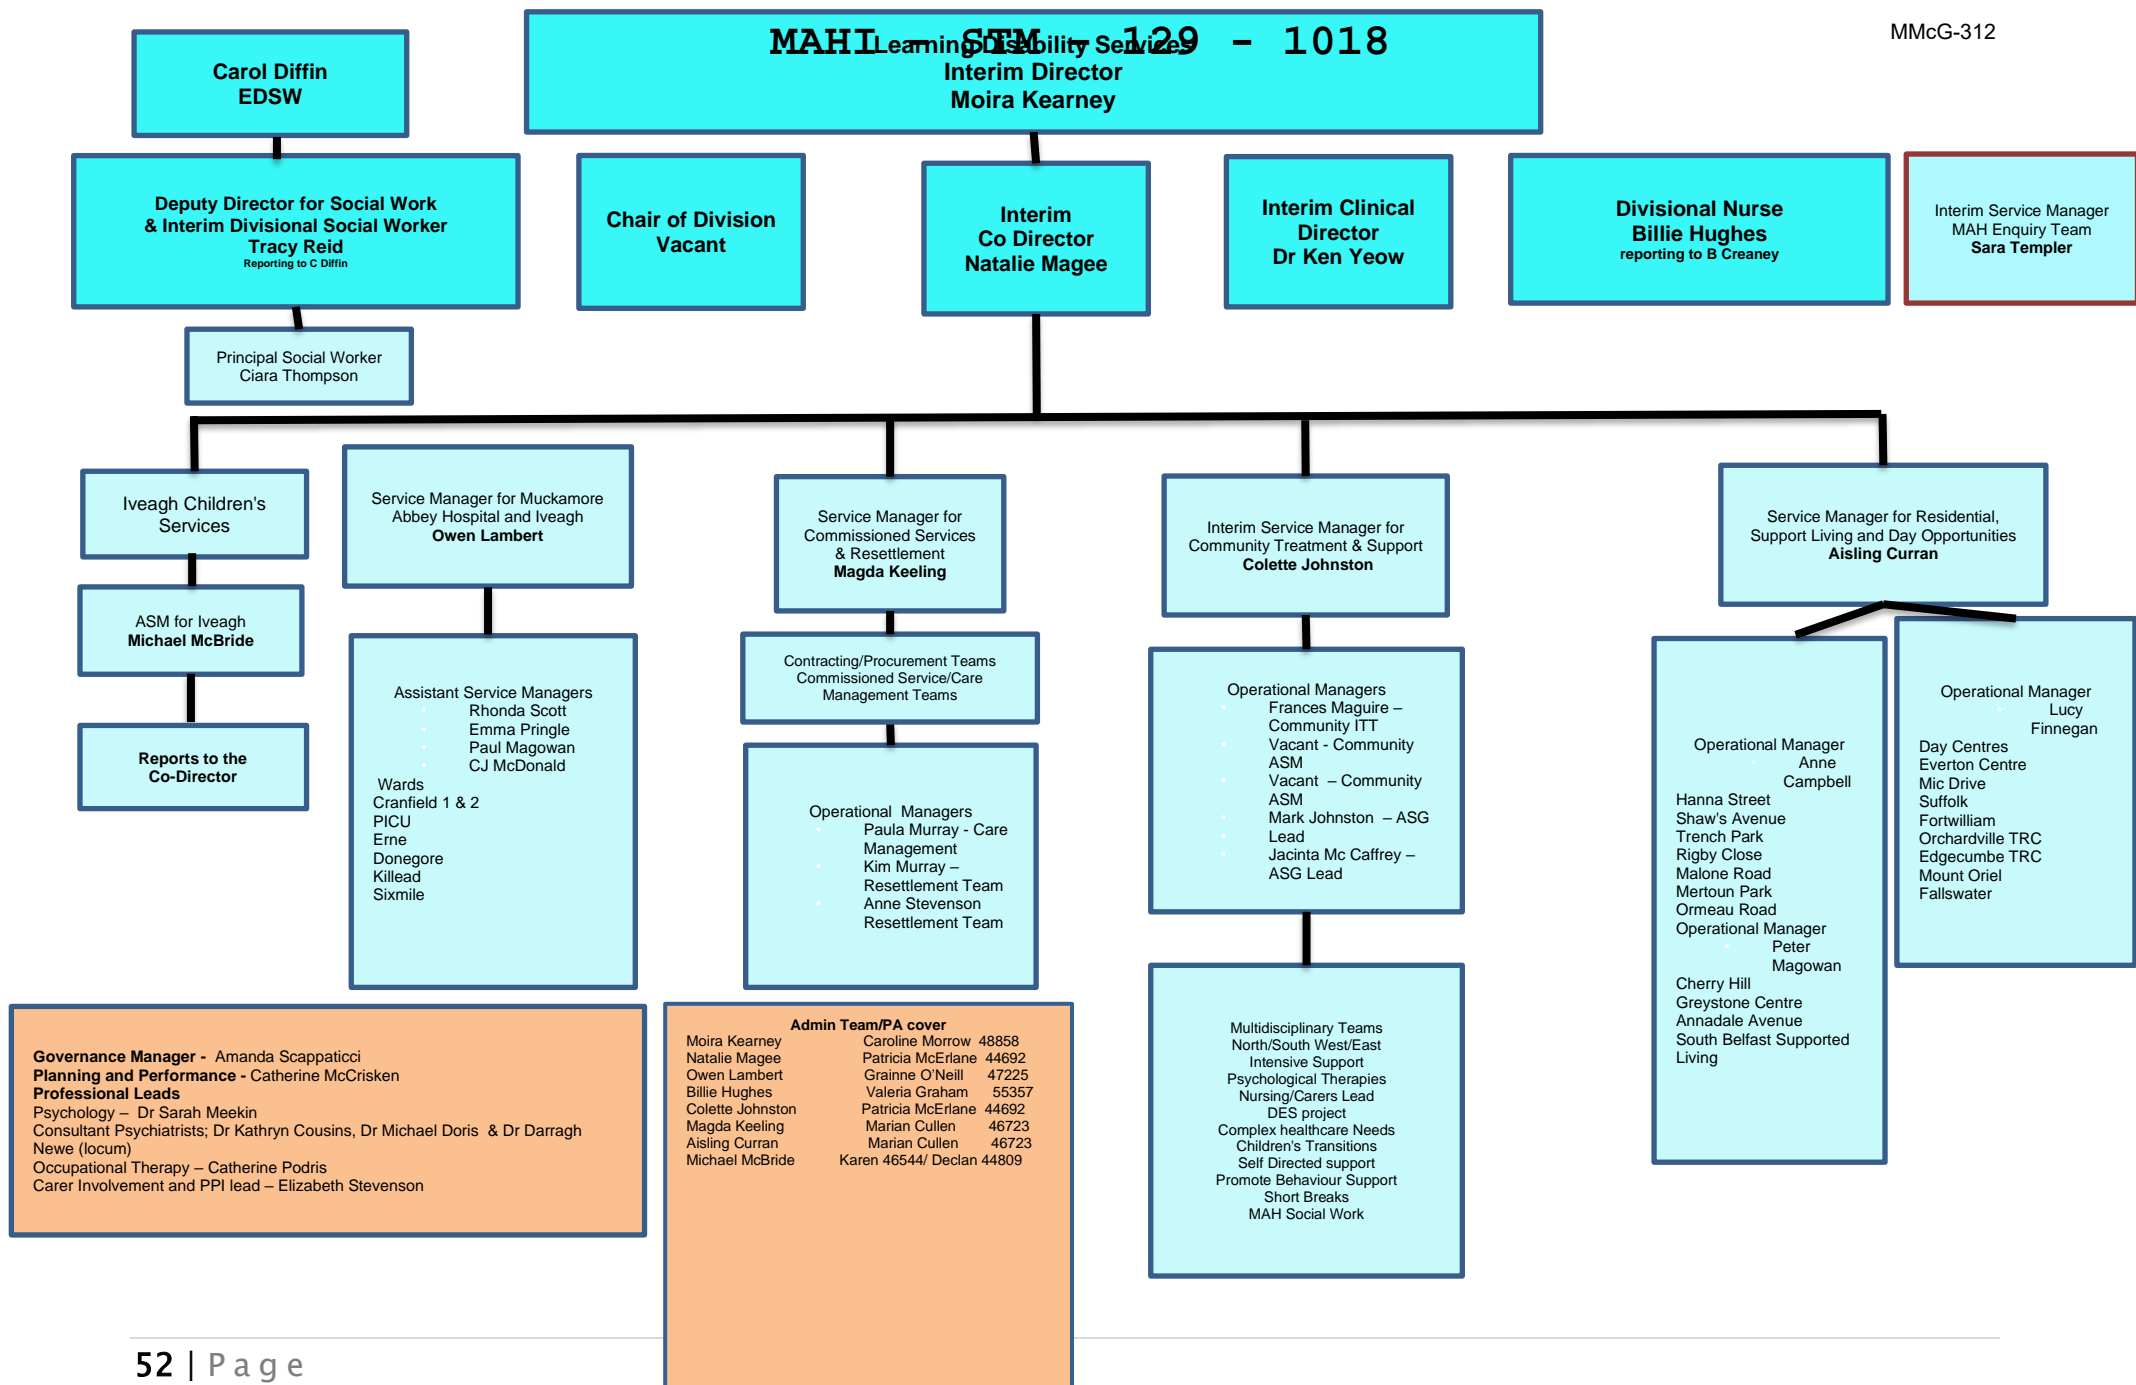 MAHI - STM - 129 - 1018
MMcG-312
Learning Disability Services
Interim Director
Moira Kearney
Carol Diffin
EDSW
Deputy Director for Social Work
& Interim Divisional Social Worker
Tracy Reid
Reporting to C Diffin
Chair of Division
Vacant
Interim
Co Director
Natalie Magee
Interim Clinical
Director
Dr Ken Yeow
Divisional Nurse
Billie Hughes
reporting to B Creaney
Interim Service Manager
MAH Enquiry Team
Sara Templer
Principal Social Worker
Ciara Thompson
Iveagh Children's
Services
ASM for Iveagh
Michael McBride
Reports to the
Co-Director
Service Manager for Muckamore
Abbey Hospital and Iveagh
Owen Lambert
Assistant Service Managers
Rhonda Scott
Emma Pringle
Paul Magowan
CJ McDonald
Wards
Cranfield 1 & 2
PICU
Erne
Donegore
Killead
Sixmile
Service Manager for
Commissioned Services
& Resettlement
Magda Keeling
Contracting/Procurement Teams
Commissioned Service/Care
Management Teams
Operational Managers
Paula Murray - Care
Management
Kim Murray –
Resettlement Team
Anne Stevenson
Resettlement Team
Interim Service Manager for
Community Treatment & Support
Colette Johnston
Operational Managers
Frances Maguire –
Community ITT
Vacant - Community
ASM
Vacant – Community
ASM
Mark Johnston – ASG
Lead
Jacinta Mc Caffrey –
ASG Lead
Multidisciplinary Teams
North/South West/East
Intensive Support
Psychological Therapies
Nursing/Carers Lead
DES project
Complex healthcare Needs
Children's Transitions
Self Directed support
Promote Behaviour Support
Short Breaks
MAH Social Work
Service Manager for Residential,
Support Living and Day Opportunities
Aisling Curran
Operational Manager
Anne
Campbell
Hanna Street
Shaw's Avenue
Trench Park
Rigby Close
Malone Road
Mertoun Park
Ormeau Road
Operational Manager
Peter
Magowan
Cherry Hill
Greystone Centre
Annadale Avenue
South Belfast Supported
Living
Operational Manager
Lucy
Finnegan
Day Centres
Everton Centre
Mic Drive
Suffolk
Fortwilliam
Orchardville TRC
Edgecumbe TRC
Mount Oriel
Fallswater
Governance Manager - Amanda Scappaticci
Planning and Performance - Catherine McCrisken
Professional Leads
Psychology – Dr Sarah Meekin
Consultant Psychiatrists; Dr Kathryn Cousins, Dr Michael Doris & Dr Darragh
Newe (locum)
Occupational Therapy – Catherine Podris
Carer Involvement and PPI lead – Elizabeth Stevenson
Admin Team/PA cover
Moira Kearney Caroline Morrow 48858
Natalie Magee Patricia McErlane 44692
Owen Lambert Grainne O'Neill 47225
Billie Hughes Valeria Graham 55357
Colette Johnston Patricia McErlane 44692
Magda Keeling Marian Cullen 46723
Aisling Curran Marian Cullen 46723
Michael McBride Karen 46544/ Declan 44809
52 | Page